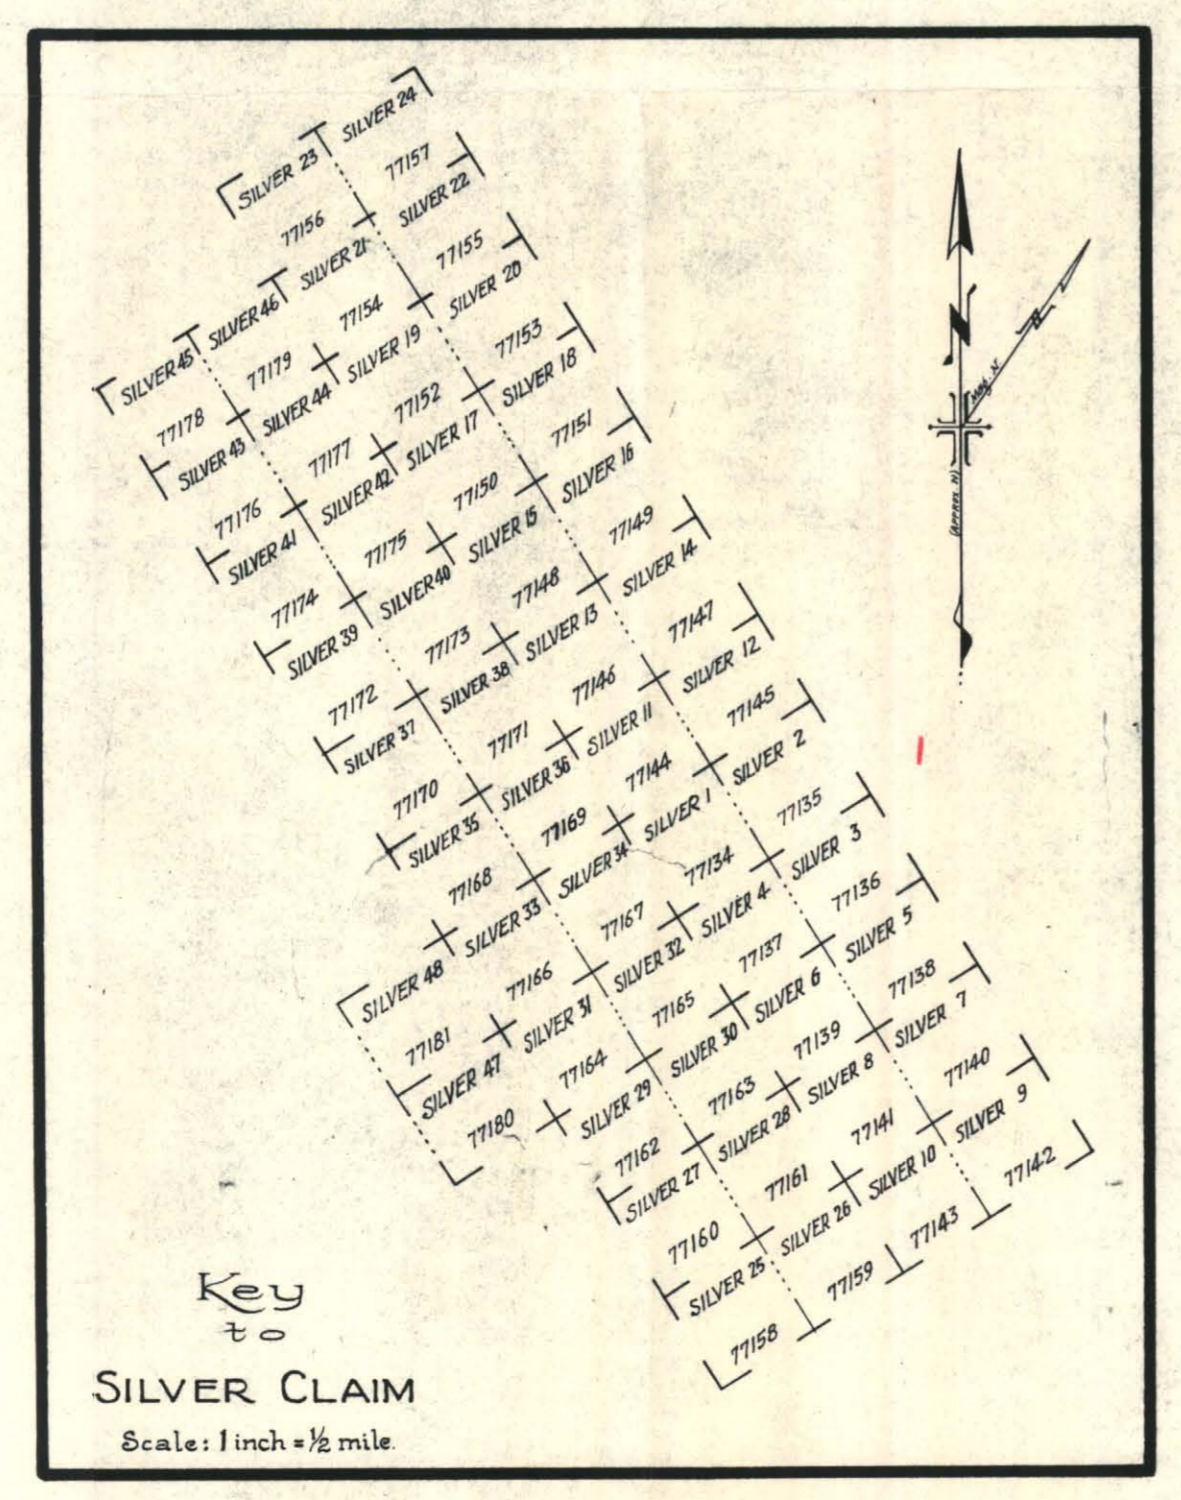 SILVER 24
77157
SILVER 23
77156
SILVER 22
77155
SILVER 21
77154
SILVER 20
77153
SILVER 46
77179
SILVER 19
77152
SILVER 18
77151
SILVER 45
77178
SILVER 44
77177
SILVER 17
77150
SILVER 16
77149
SILVER 43
77176
SILVER 42
77175
SILVER 15
77148
SILVER 14
77147
SILVER 41
77174
SILVER 40
77173
SILVER 13
77146
SILVER 12
77145
SILVER 39
77172
SILVER 38
77171
SILVER 11
77144
SILVER 2
77135
SILVER 37
77170
SILVER 36
77169
SILVER 1
77134
SILVER 3
77136
SILVER 35
77168
SILVER 34
77167
SILVER 4
77137
SILVER 5
77138
SILVER 33
77166
SILVER 32
77165
SILVER 6
77139
SILVER 7
77140
SILVER 48
77181
SILVER 31
77164
SILVER 30
77163
SILVER 8
77141
SILVER 9
77142
SILVER 47
77180
SILVER 29
77162
SILVER 28
77161
SILVER 10
77143
SILVER 27
77160
SILVER 26
77159
SILVER 25
77158
N
Mag. N
(APPROX N)
Key
to
SILVER CLAIM
Scale: 1 inch = ½ mile.